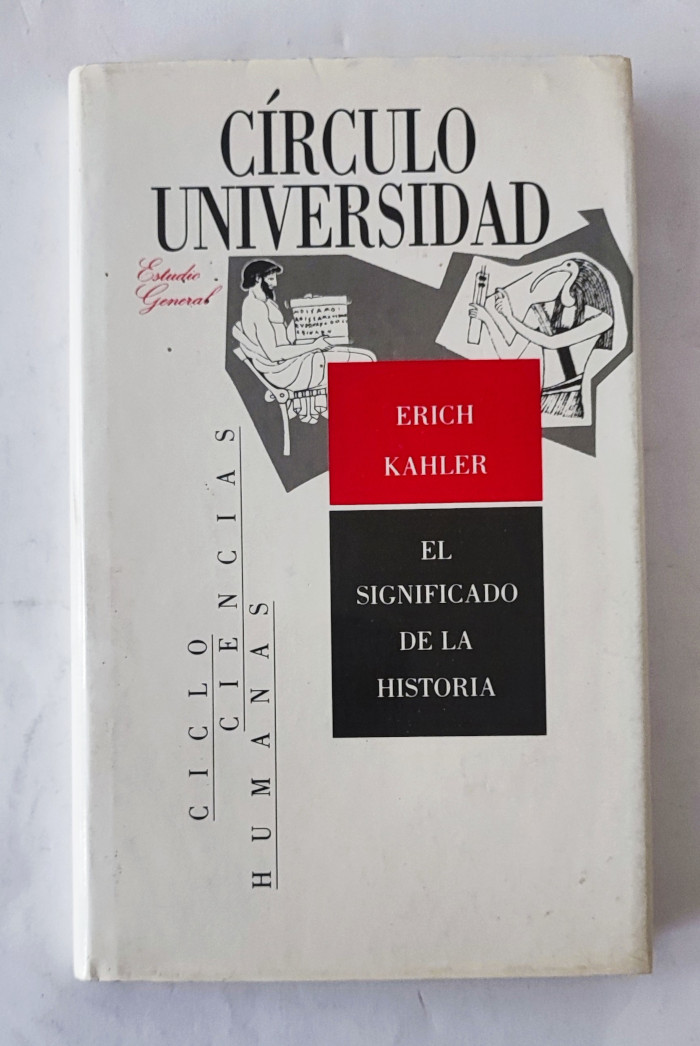 CÍRCULO
UNIVERSIDAD
Estudio
General
ERICH
KAHLER
EL
SIGNIFICADO
DE LA
HISTORIA
CICLO
CIENCIAS
HUMANAS